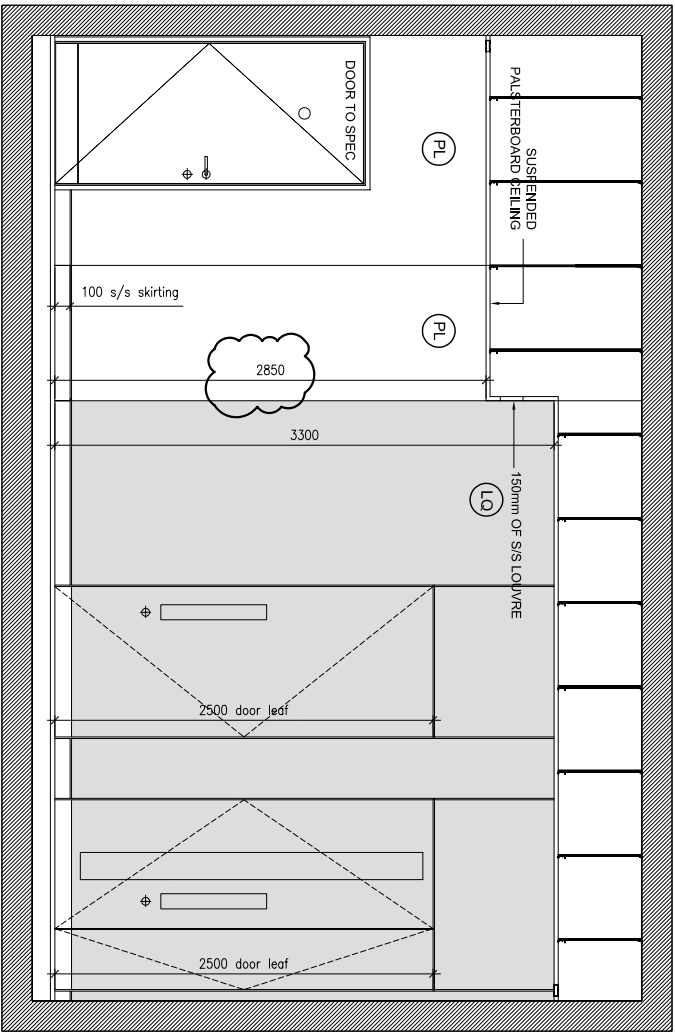 DOOR TO SPEC
PL
SUSPENDED
PALSTERBOARD CEILING
100 s/s skirting
PL
2850
3300
LQ
150mm OF S/S LOUVRE
2500 door leaf
2500 door leaf